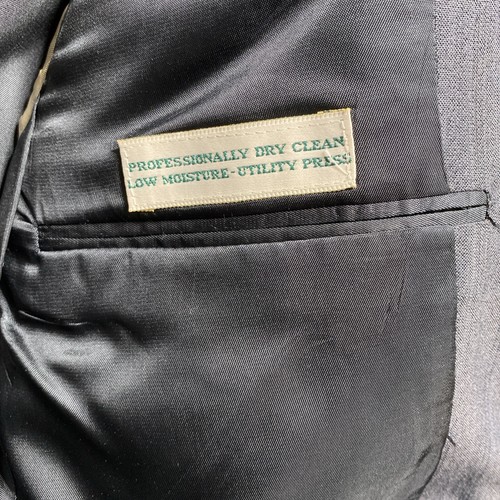 PROFESSIONALLY DRY CLEAN
LOW MOISTURE-UTILITY PRESS